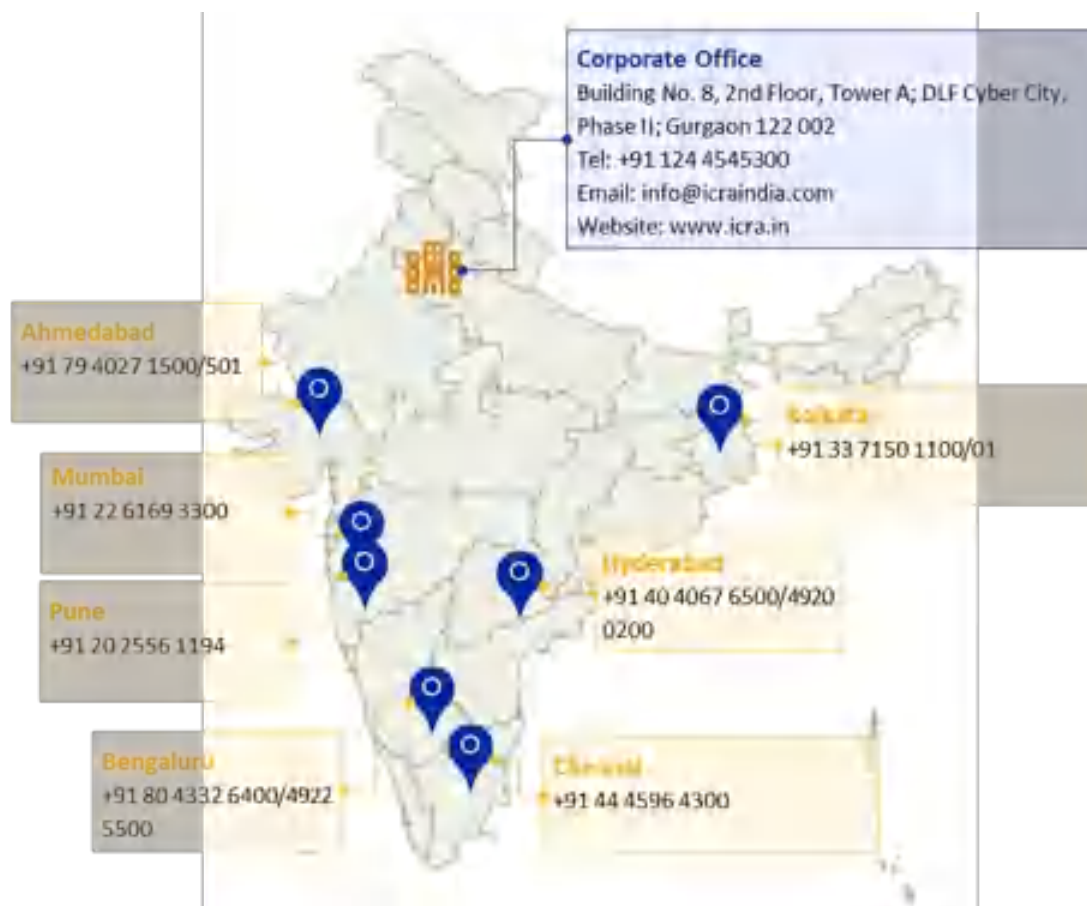 Corporate Office
Building No. 8, 2nd Floor, Tower A; DLF Cyber City,
Phase II; Gurgaon 122 002
Tel: +91 124 4545300
Email: info@icraindia.com
Website: www.icra.in
Ahmedabad
+91 79 4027 1500/501
Kolkata
+91 33 7150 1100/01
Mumbai
+91 22 6169 3300
Hyderabad
+91 40 4067 6500/4920
0200
Pune
+91 20 2556 1194
Bengaluru
+91 80 4332 6400/4922
5500
Chennai
+91 44 4596 4300